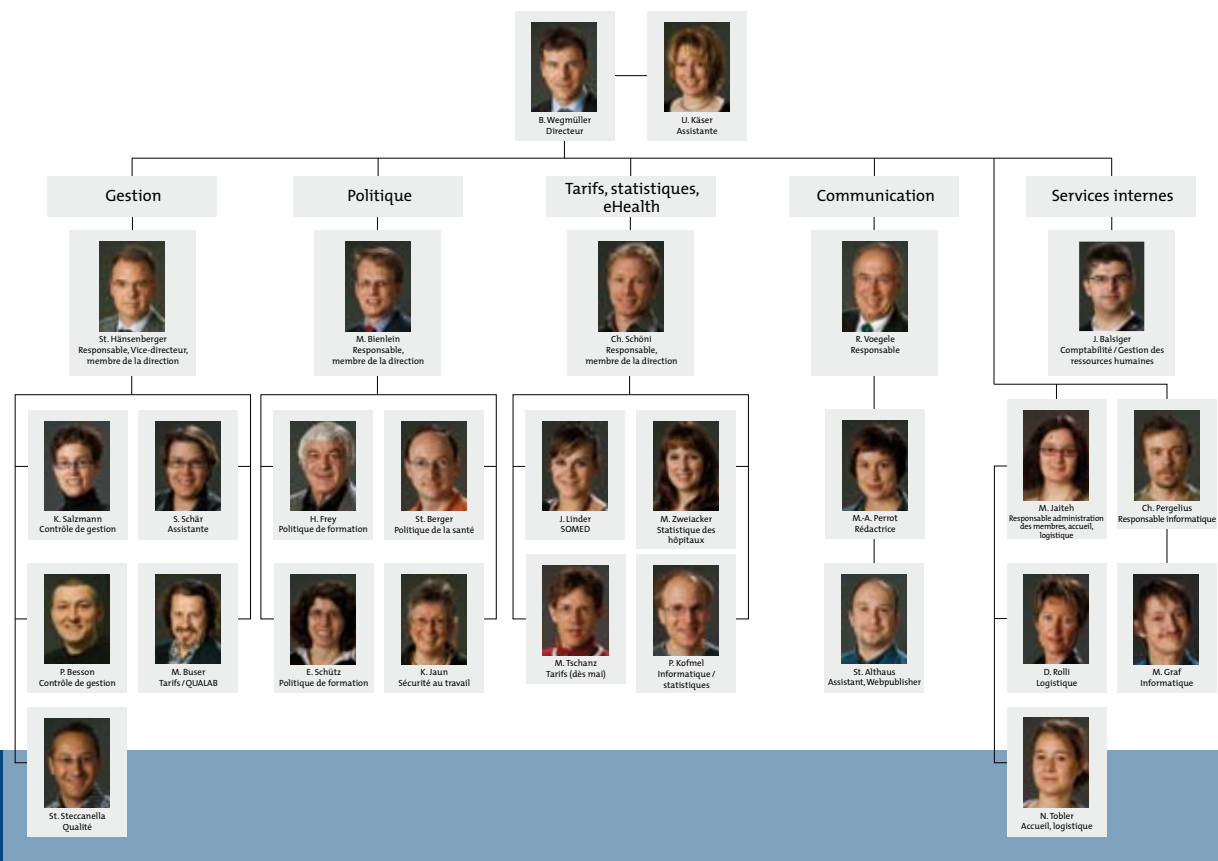 B. Wegmüller
Directeur
U. Käser
Assistante
Gestion
Politique
Tarifs, statistiques,
eHealth
Communication
Services internes
St. Hänsenberger
Responsable, Vice-directeur,
membre de la direction
M. Bienlein
Responsable,
membre de la direction
Ch. Schöni
Responsable,
membre de la direction
R. Voegele
Responsable
J. Balsiger
Comptabilité / Gestion des
ressources humaines
K. Salzmann
Contrôle de gestion
S. Schär
Assistante
H. Frey
Politique de formation
St. Berger
Politique de la santé
J. Linder
SOMED
M. Zweiacker
Statistique des
hôpitaux
M.-A. Perrot
Rédactrice
M. Jaiteh
Responsable administration
des membres, accueil,
logistique
Ch. Pergelius
Responsable informatique
P. Besson
Contrôle de gestion
M. Buser
Tarifs / QUALAB
E. Schütz
Politique de formation
K. Jaun
Sécurité au travail
M. Tschanz
Tarifs (dès mai)
P. Kofmel
Informatique /
statistiques
St. Althaus
Assistant, Webpublisher
D. Rolli
Logistique
M. Graf
Informatique
St. Steccanella
Qualité
N. Tobler
Accueil, logistique